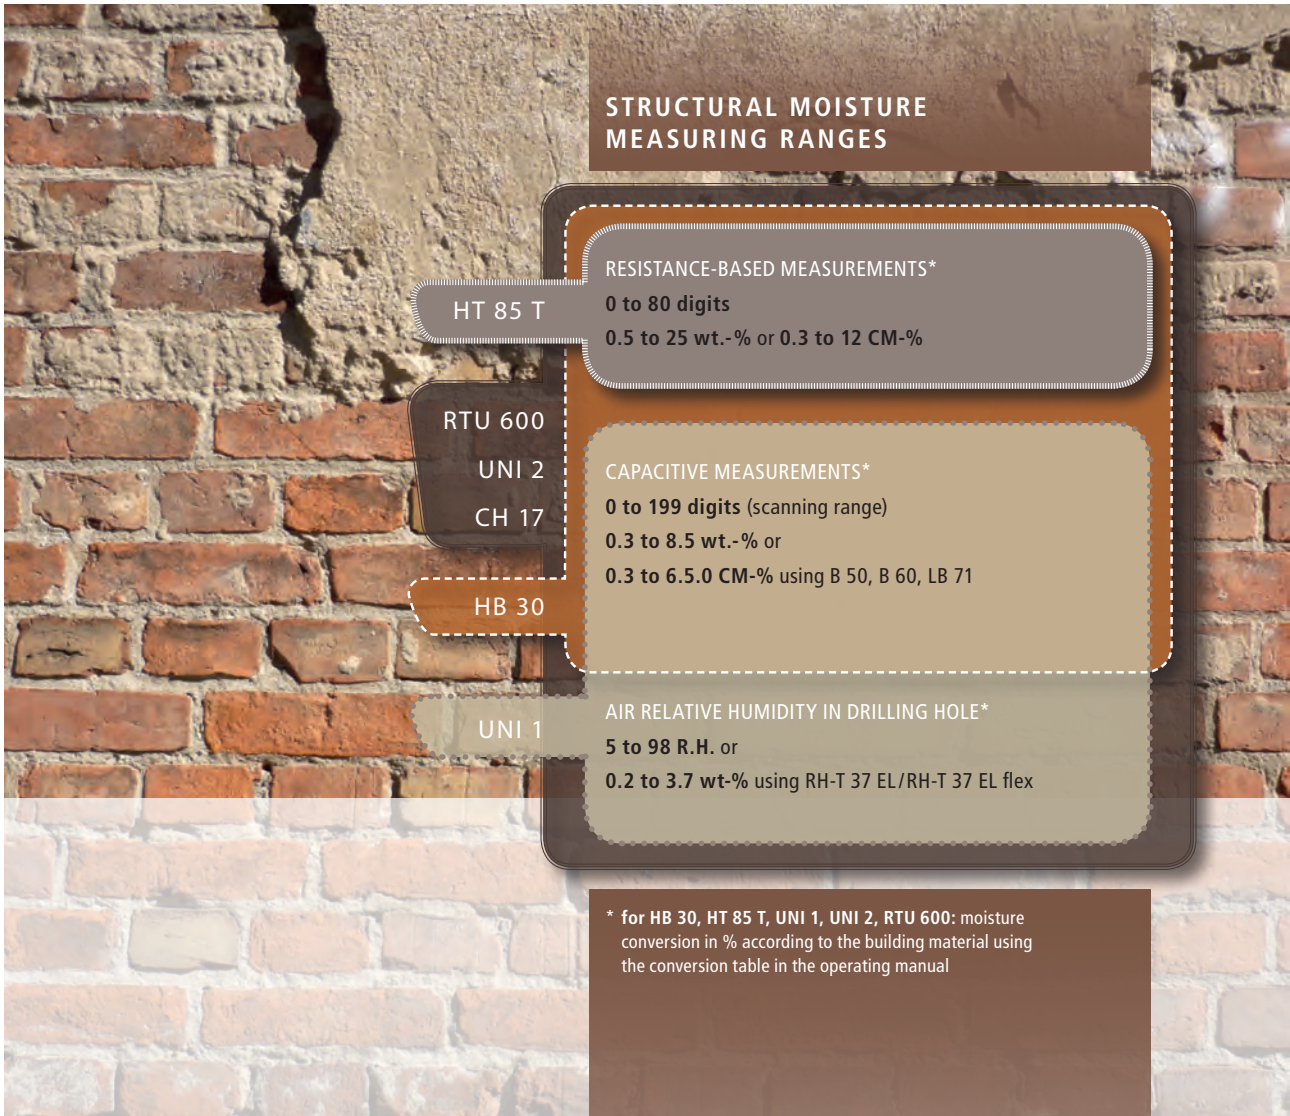 STRUCTURAL MOISTURE
MEASURING RANGES
HT 85 T
RESISTANCE-BASED MEASUREMENTS*
0 to 80 digits
0.5 to 25 wt.-% or 0.3 to 12 CM-%
RTU 600
UNI 2
CH 17
HB 30
CAPACITIVE MEASUREMENTS*
0 to 199 digits (scanning range)
0.3 to 8.5 wt.-% or
0.3 to 6.5.0 CM-% using B 50, B 60, LB 71
UNI 1
AIR RELATIVE HUMIDITY IN DRILLING HOLE*
5 to 98 R.H. or
0.2 to 3.7 wt-% using RH-T 37 EL/RH-T 37 EL flex
* for HB 30, HT 85 T, UNI 1, UNI 2, RTU 600: moisture
conversion in % according to the building material using
the conversion table in the operating manual